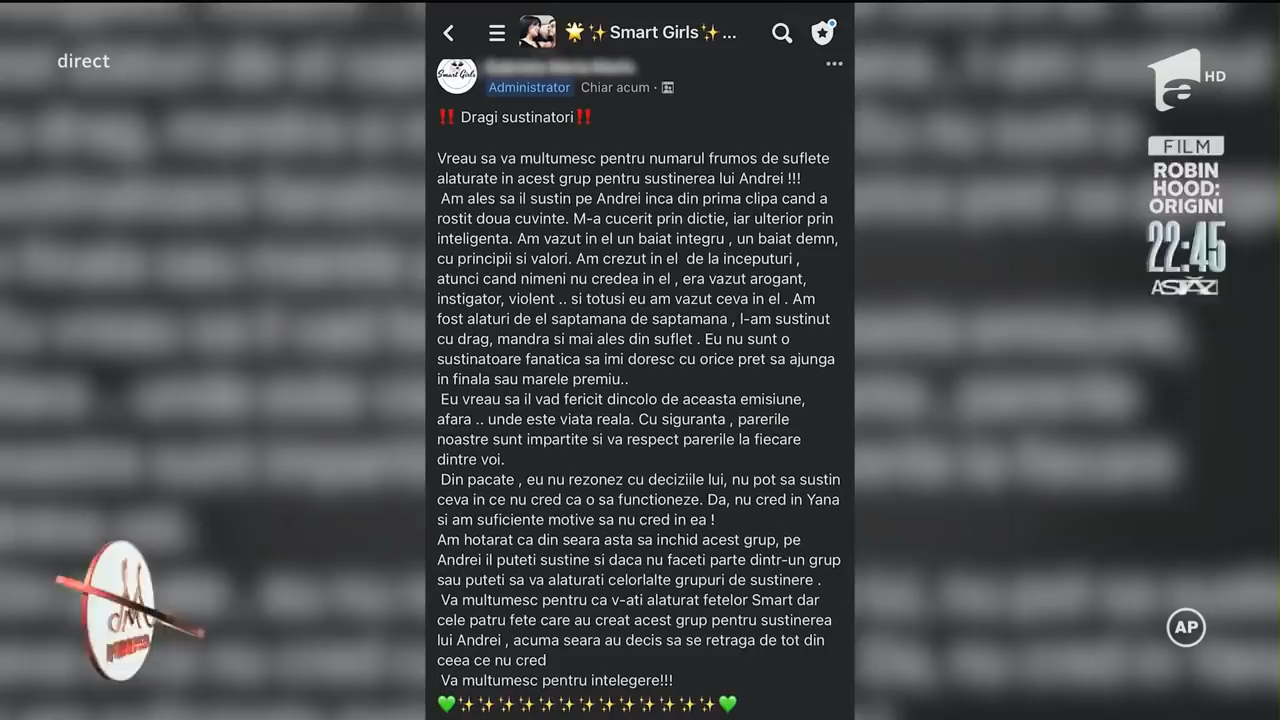 direct
Smart Girls ...
Smart Girls
Administrator Chiar acum
‼️ Dragi sustinatori‼️
Vreau sa va multumesc pentru numarul frumos de suflete
alaturate in acest grup pentru sustinerea lui Andrei !!!
Am ales sa il sustin pe Andrei inca din prima clipa cand a
rostit doua cuvinte. M-a cucerit prin dictie, iar ulterior prin
inteligenta. Am vazut in el un baiat integru , un baiat demn,
cu principii si valori. Am crezut in el de la inceputuri ,
atunci cand nimeni nu credea in el , era vazut arogant,
instigator, violent .. si totusi eu am vazut ceva in el . Am
fost alaturi de el saptamana de saptamana , l-am sustinut
cu drag, mandra si mai ales din suflet . Eu nu sunt o
sustinatoare fanatica sa imi doresc cu orice pret sa ajunga
in finala sau marele premiu..
Eu vreau sa il vad fericit dincolo de aceasta emisiune,
afara .. unde este viata reala. Cu siguranta , parerile
noastre sunt impartite si va respect parerile la fiecare
dintre voi.
Din pacate , eu nu rezonez cu deciziile lui, nu pot sa sustin
ceva in ce nu cred ca o sa functioneze. Da, nu cred in Yana
si am suficiente motive sa nu cred in ea !
Am hotarat ca din seara asta sa inchid acest grup, pe
Andrei il puteti sustine si daca nu faceti parte dintr-un grup
sau puteti sa va alaturati celorlalte grupuri de sustinere .
Va multumesc pentru ca v-ati alaturat fetelor Smart dar
cele patru fete care au creat acest grup pentru sustinerea
lui Andrei , acuma seara au decis sa se retraga de tot din
ceea ce nu cred
Va multumesc pentru intelegere!!!
a HD
FILM
ROBIN
HOOD:
ORIGINI
22:45
AP